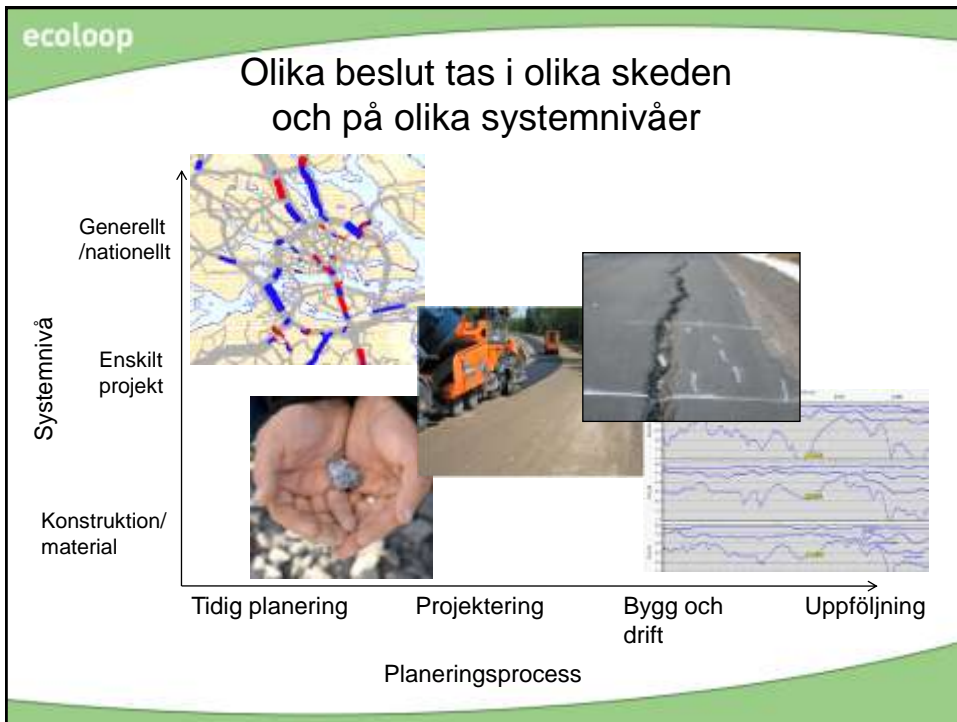 ecoloop
Olika beslut tas i olika skeden
och på olika systemnivåer
Generellt
/nationellt
Systemnivå
Enskilt
projekt
Konstruktion/
material
Tidig planering
Projektering
Bygg och
drift
Uppföljning
Planeringsprocess